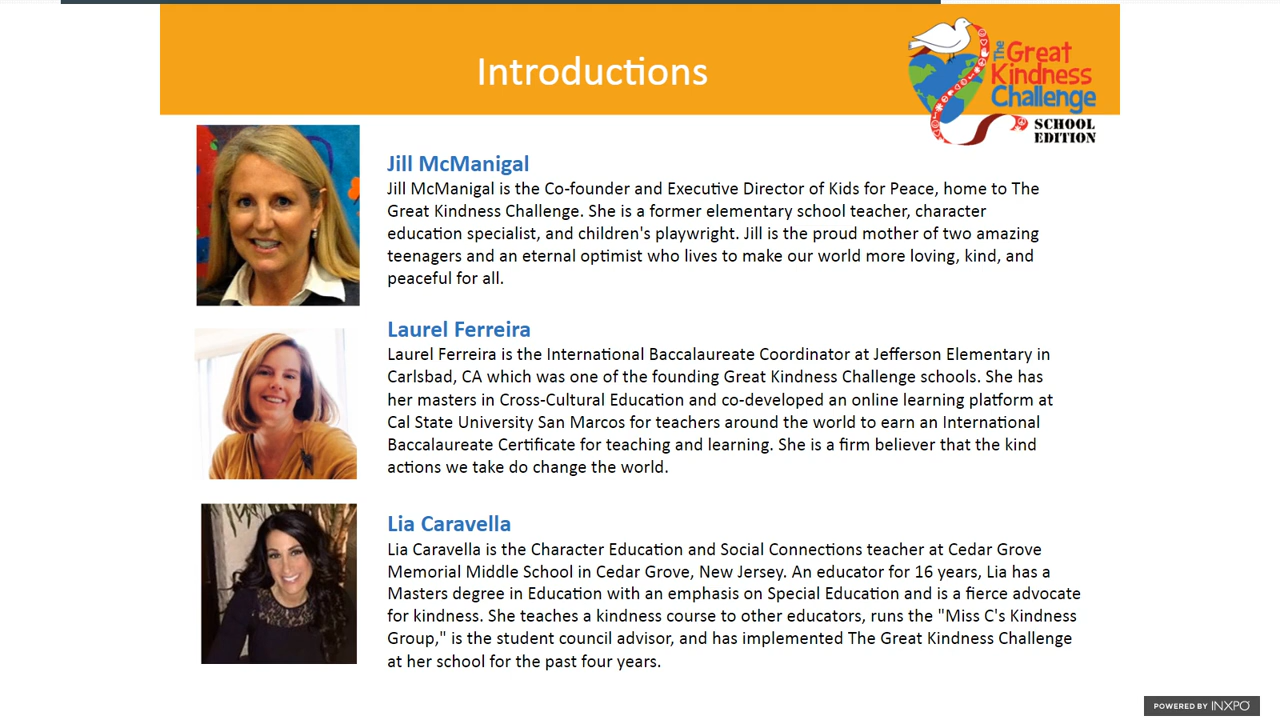 Introductions
The
Great
Kindness
Challenge
SCHOOL
EDITION
Jill McManigal
Jill McManigal is the Co-founder and Executive Director of Kids for Peace, home to The
Great Kindness Challenge. She is a former elementary school teacher, character
education specialist, and children's playwright. Jill is the proud mother of two amazing
teenagers and an eternal optimist who lives to make our world more loving, kind, and
peaceful for all.
Laurel Ferreira
Laurel Ferreira is the International Baccalaureate Coordinator at Jefferson Elementary in
Carlsbad, CA which was one of the founding Great Kindness Challenge schools. She has
her masters in Cross-Cultural Education and co-developed an online learning platform at
Cal State University San Marcos for teachers around the world to earn an International
Baccalaureate Certificate for teaching and learning. She is a firm believer that the kind
actions we take do change the world.
Lia Caravella
Lia Caravella is the Character Education and Social Connections teacher at Cedar Grove
Memorial Middle School in Cedar Grove, New Jersey. An educator for 16 years, Lia has a
Masters degree in Education with an emphasis on Special Education and is a fierce advocate
for kindness. She teaches a kindness course to other educators, runs the "Miss C's Kindness
Group," is the student council advisor, and has implemented The Great Kindness Challenge
at her school for the past four years.
POWERED BY INXPO